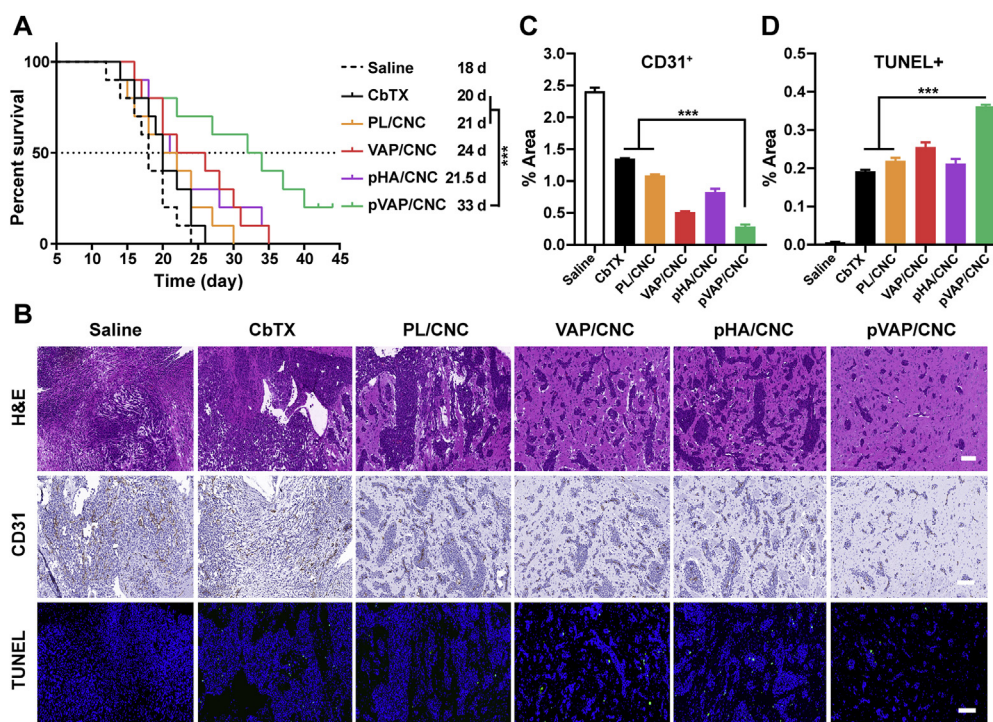 A
Percent survival
100
50
0
5 10 15 20 25 30 35 40 45
Time (day)
Saline 18 d
CbTX 20 d
PL/CNC 21 d
VAP/CNC 24 d
pHA/CNC 21.5 d
pVAP/CNC 33 d
***
C
CD31⁺
% Area
2.5
2.0
1.5
1.0
0.5
0.0
***
Saline
CbTX
PL/CNC
VAP/CNC
pHA/CNC
pVAP/CNC
D
TUNEL+
% Area
0.5
0.4
0.3
0.2
0.1
0.0
***
Saline
CbTX
PL/CNC
VAP/CNC
pHA/CNC
pVAP/CNC
B
Saline CbTX PL/CNC VAP/CNC pHA/CNC pVAP/CNC
H&E
CD31
TUNEL